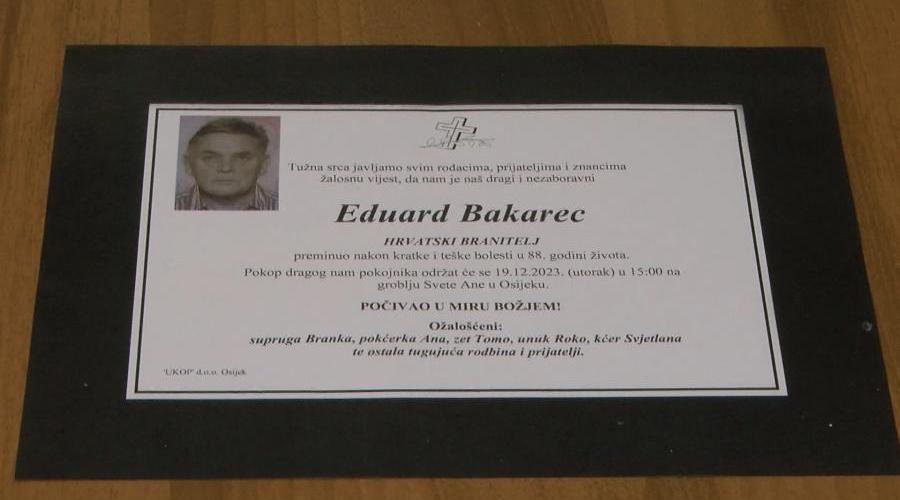 Tužna srca javljamo svim rođacima, prijateljima i znancima
žalosnu vijest, da nam je naš dragi i nezaboravni
Eduard Bakarec
HRVATSKI BRANITELJ
preminuo nakon kratke i teške bolesti u 88. godini života.
Pokop dragog nam pokojnika održat će se 19.12.2023. (utorak) u 15:00 na
groblju Svete Ane u Osijeku.
POČIVAO U MIRU BOŽJEM!
Ožalošćeni:
supruga Branka, pokćerka Ana, zet Tomo, unuk Roko, kćer Svjetlana
te ostala tugujuća rodbina i prijatelji.
'UKOP' d.o.o. Osijek